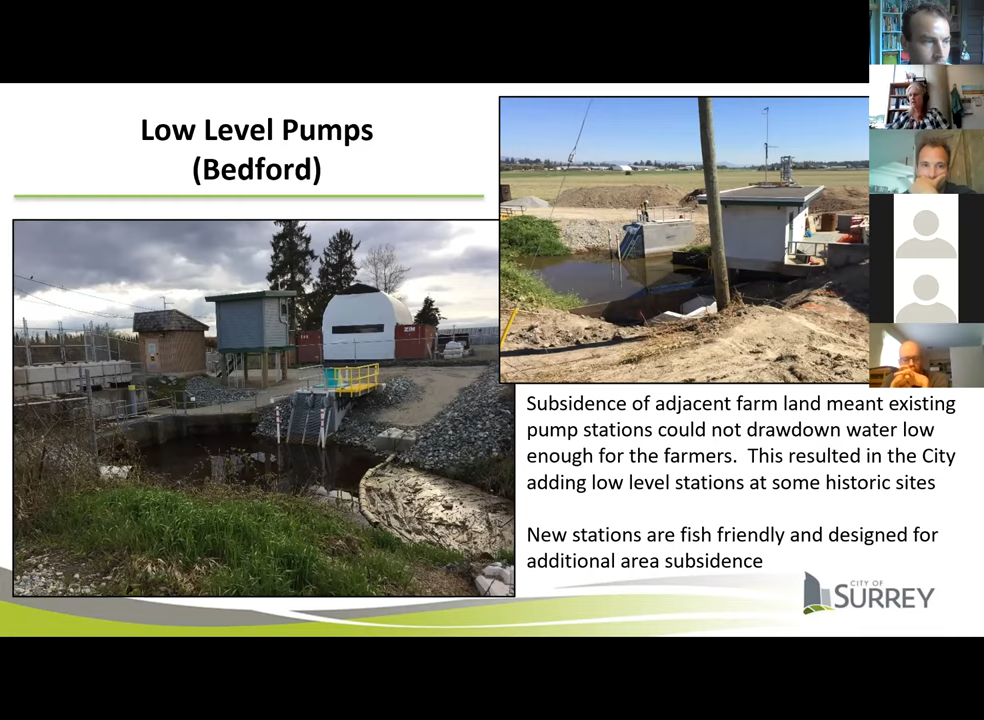 Low Level Pumps
(Bedford)
Subsidence of adjacent farm land meant existing
pump stations could not drawdown water low
enough for the farmers.  This resulted in the City
adding low level stations at some historic sites
New stations are fish friendly and designed for
additional area subsidence
CITY OF
SURREY